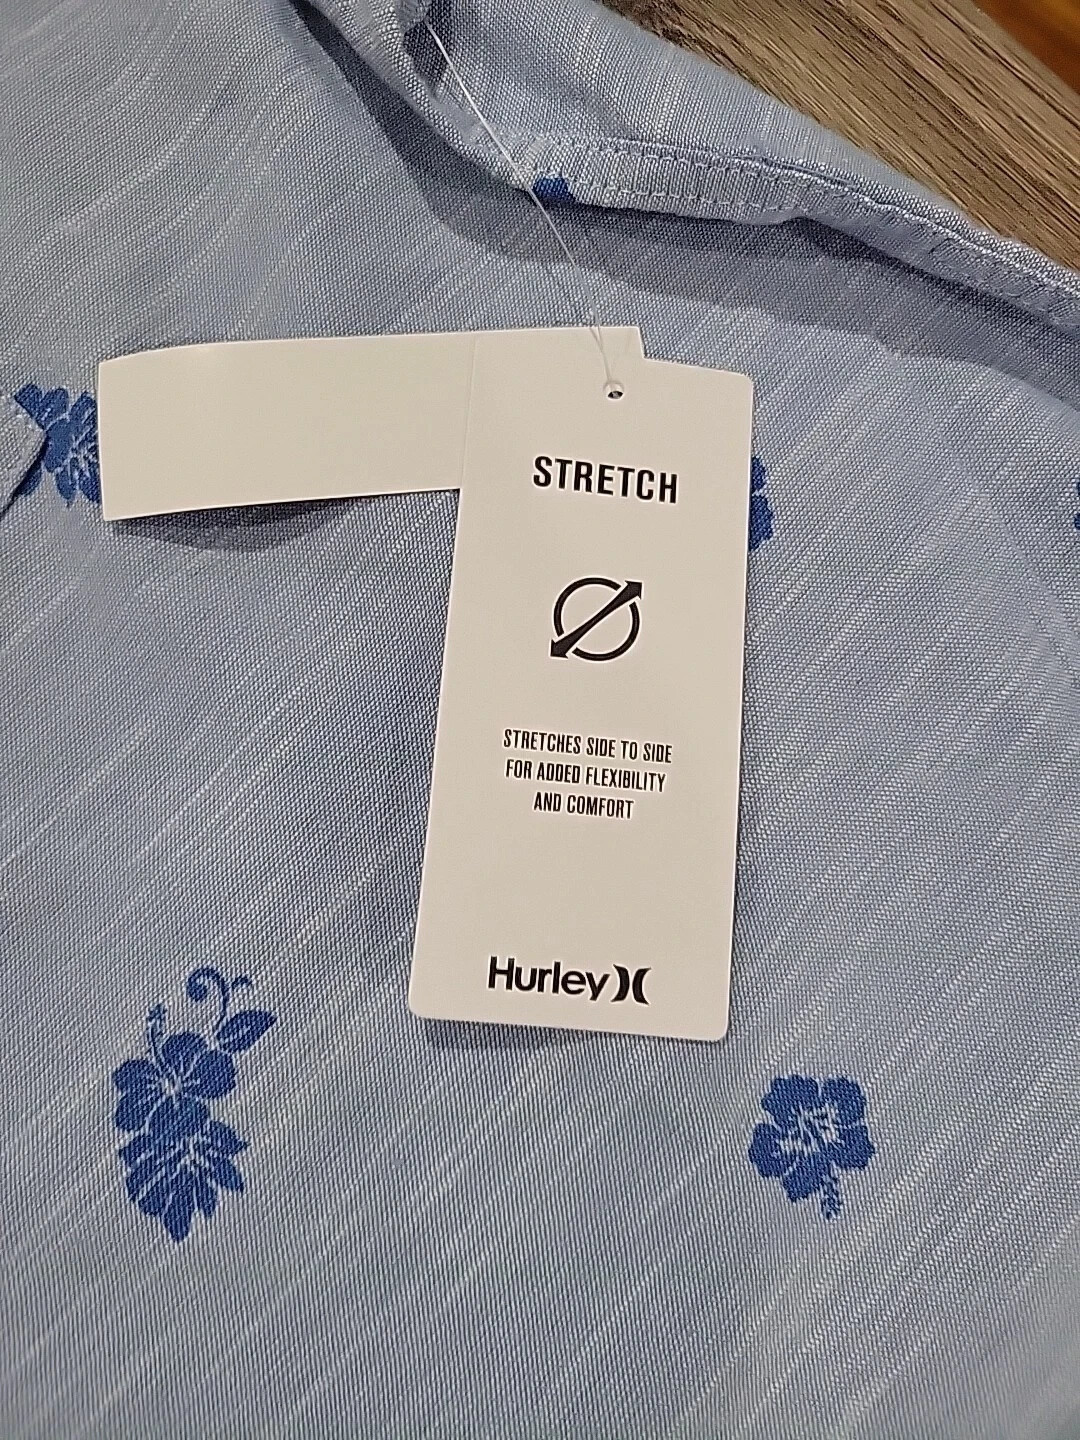 STRETCH
STRETCHES SIDE TO SIDE
FOR ADDED FLEXIBILITY
AND COMFORT
Hurley